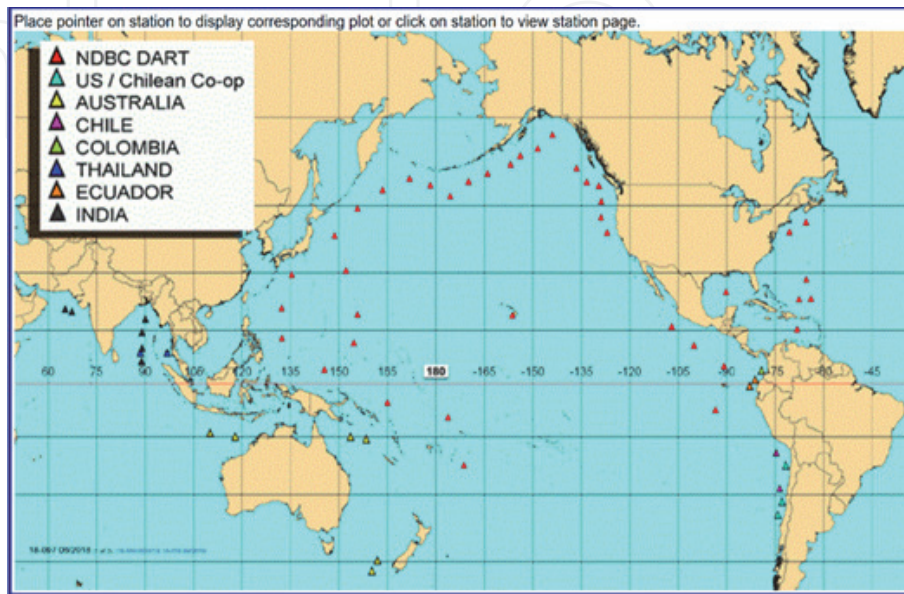 Place pointer on station to display corresponding plot or click on station to view station page.
NDBC DART
US / Chilean Co-op
AUSTRALIA
CHILE
COLOMBIA
THAILAND
ECUADOR
INDIA
60 75 90 106 120 135 150 165 180 -165 -150 -135 -120 -105 -90 -75 -60 -45